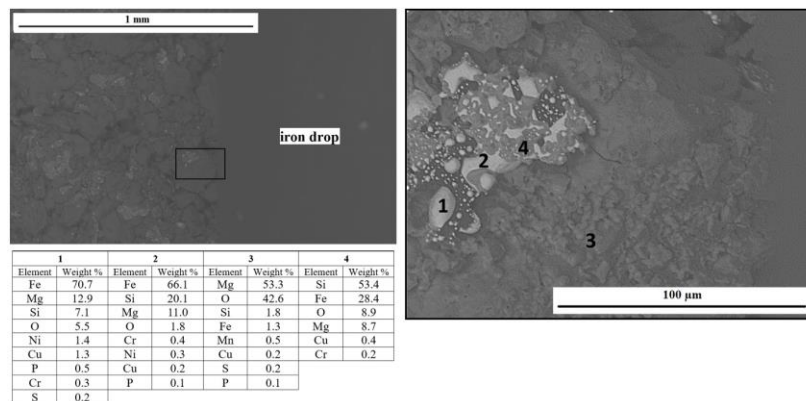 1 mm
iron drop
1 2 3 4
Element Weight % Element Weight % Element Weight % Element Weight %
Fe 70.7 Fe 66.1 Mg 53.3 Si 53.4
Mg 12.9 Si 20.1 O 42.6 Fe 28.4
Si 7.1 Mg 11.0 Si 1.8 O 8.9
O 5.5 O 1.8 Fe 1.3 Mg 8.7
Ni 1.4 Cr 0.4 Mn 0.5 Cu 0.4
Cu 1.3 Ni 0.3 Cu 0.2 Cr 0.2
P 0.5 Cu 0.2 S 0.2
Cr 0.3 P 0.1 P 0.1
S 0.2
4
2
1
3
100 µm